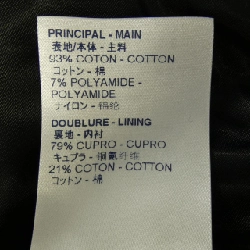 PRINCIPAL - MAIN
表地/本体 - 主料
93% COTON - COTTON
コットン - 棉
7% POLYAMIDE -
POLYAMIDE
ナイロン - 锦纶
DOUBLURE - LINING
裏地 - 内衬
79% CUPRO - CUPRO
キュプラ - 铜氨纤维
21% COTON - COTTON
コットン - 棉